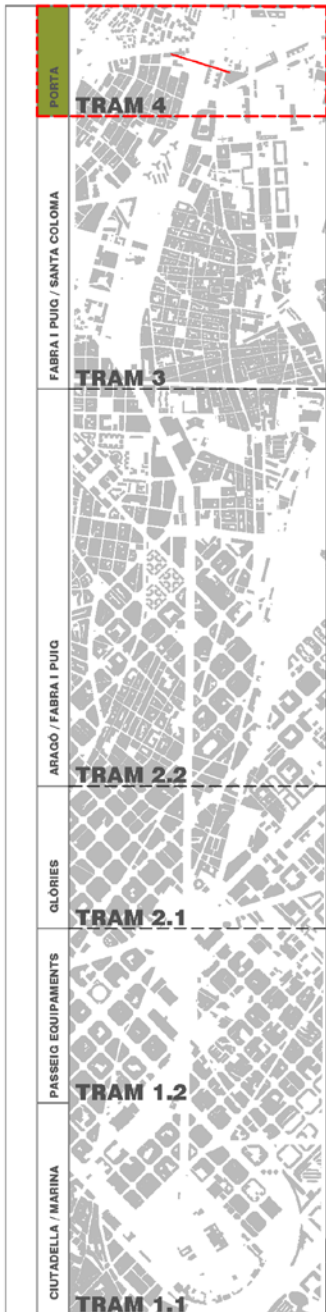 PORTA
TRAM 4
FABRA I PUIG / SANTA COLOMA
TRAM 3
ARAGÓ / FABRA I PUIG
TRAM 2.2
GLÒRIES
TRAM 2.1
PASSEIG EQUIPAMENTS
TRAM 1.2
CIUTADELLA / MARINA
TRAM 1.1